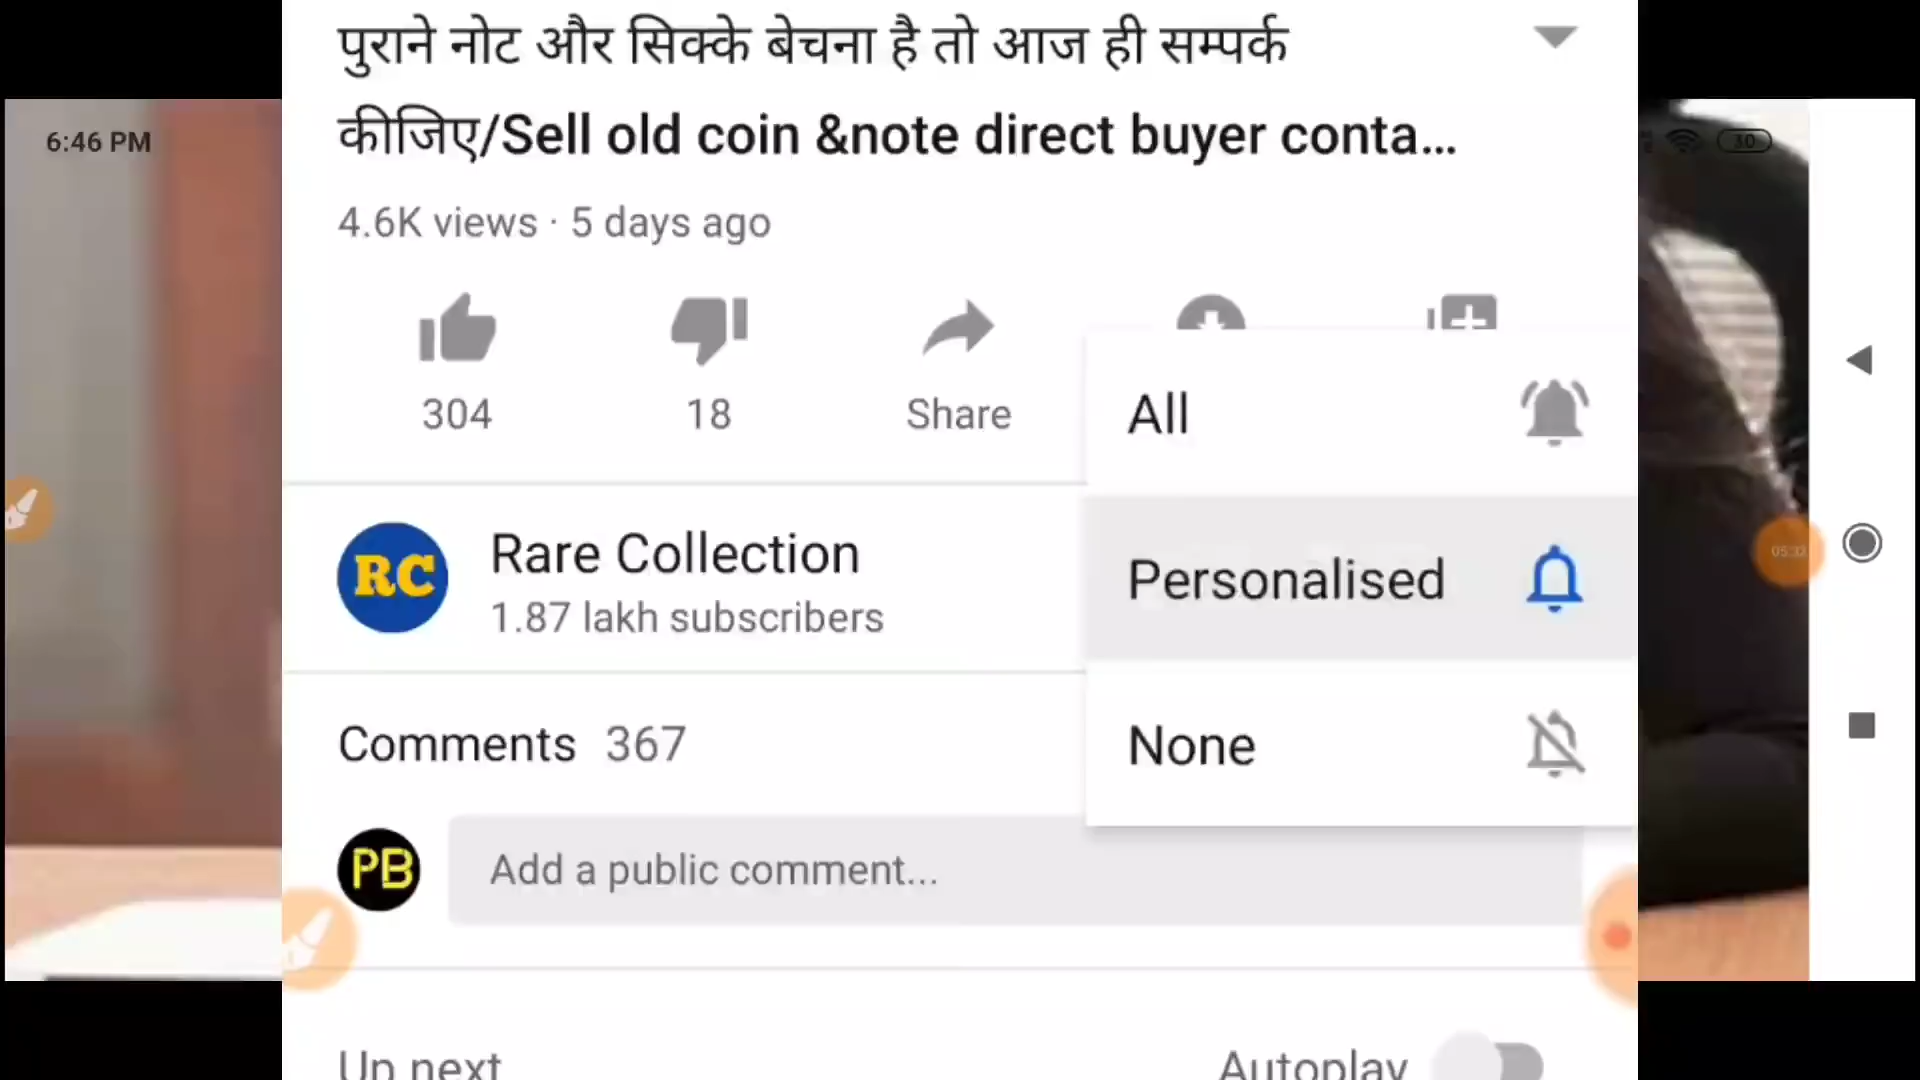 पुराने नोट और सिक्के बेचना है तो आज ही सम्पर्क
कीजिए/Sell old coin &note direct buyer conta...
6:46 PM
30
4.6K views · 5 days ago
304
18
Share
All
Personalised
None
RC
Rare Collection
1.87 lakh subscribers
Comments 367
PB
Add a public comment...
Up next
Autoplay